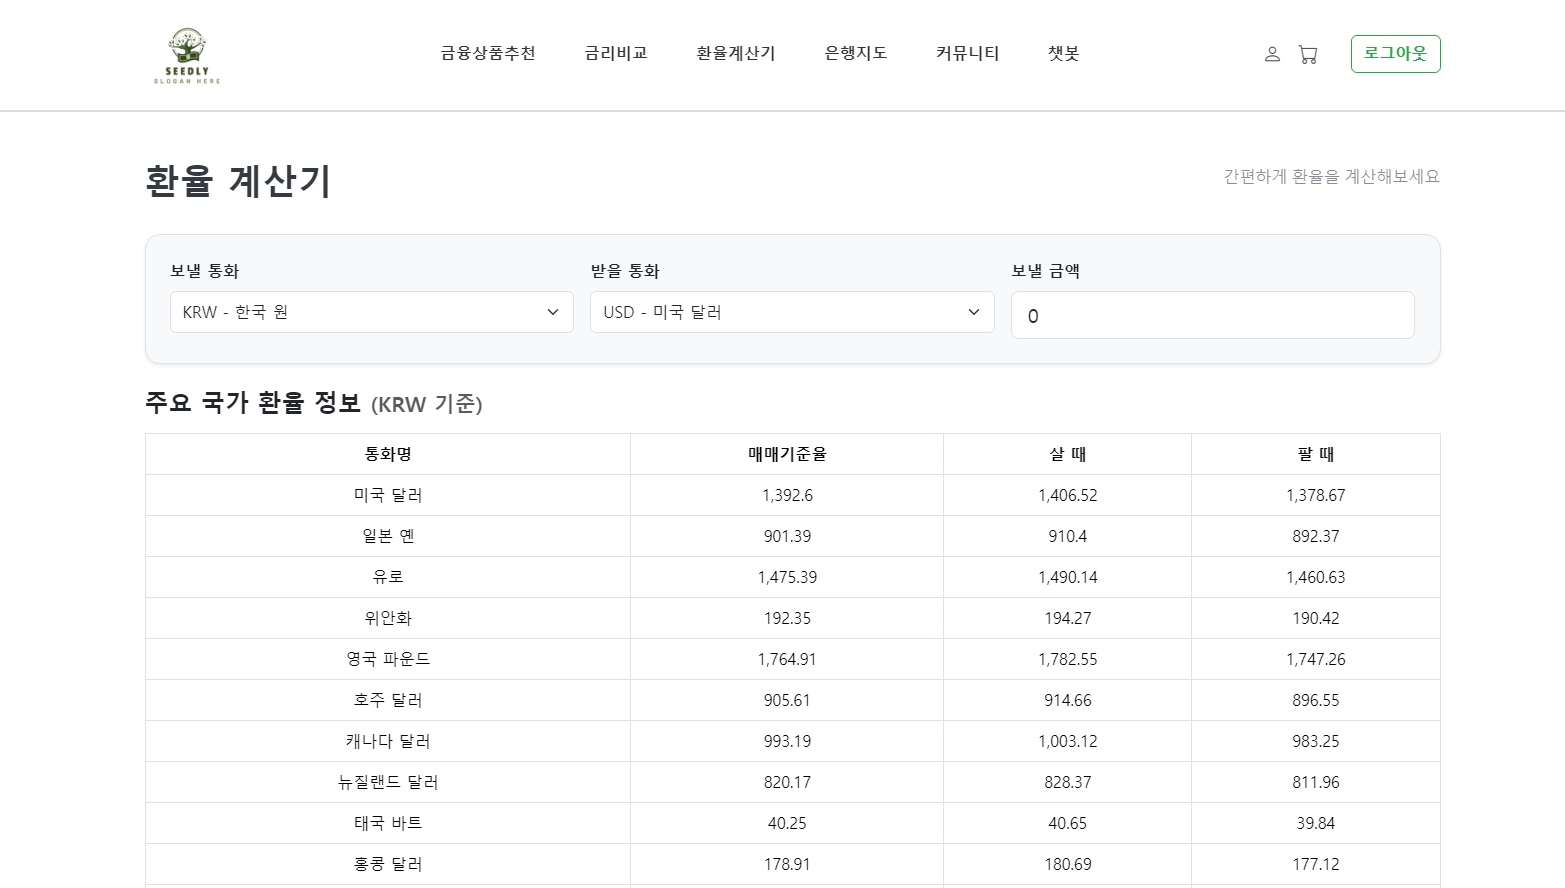 SEEDLY
SLOGAN HERE
금융상품추천 금리비교 환율계산기 은행지도 커뮤니티 챗봇
로그아웃
환율 계산기
간편하게 환율을 계산해보세요
보낼 통화 받을 통화 보낼 금액
KRW - 한국 원 USD - 미국 달러 0
주요 국가 환율 정보 (KRW 기준)
통화명 매매기준율 살 때 팔 때
미국 달러 1,392.6 1,406.52 1,378.67
일본 옌 901.39 910.4 892.37
유로 1,475.39 1,490.14 1,460.63
위안화 192.35 194.27 190.42
영국 파운드 1,764.91 1,782.55 1,747.26
호주 달러 905.61 914.66 896.55
캐나다 달러 993.19 1,003.12 983.25
뉴질랜드 달러 820.17 828.37 811.96
태국 바트 40.25 40.65 39.84
홍콩 달러 178.91 180.69 177.12